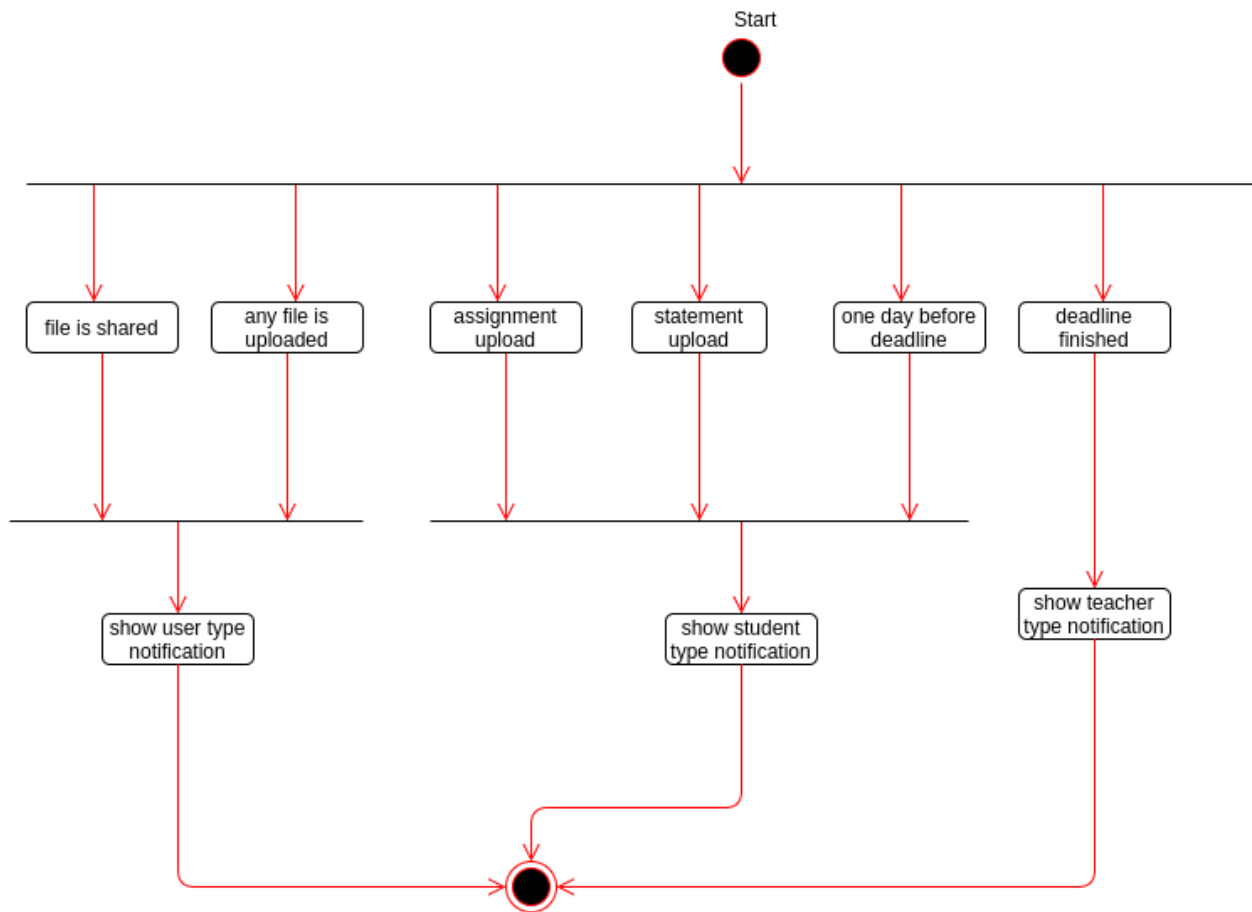 Start
file is shared
any file is
uploaded
assignment
upload
statement
upload
one day before
deadline
deadline
finished
show user type
notification
show student
type notification
show teacher
type notification